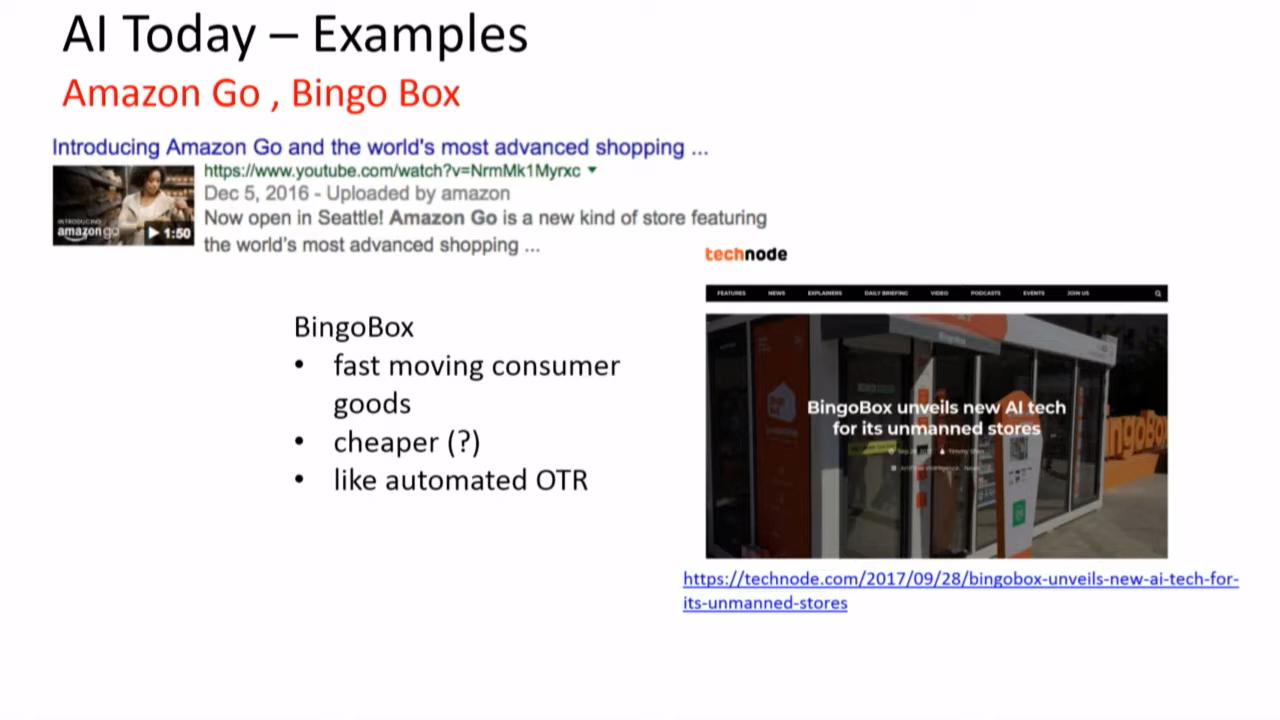 AI Today – Examples
Amazon Go , Bingo Box
Introducing Amazon Go and the world's most advanced shopping ...
https://www.youtube.com/watch?v=NrmMk1Myrxc
Dec 5, 2016 - Uploaded by amazon
Now open in Seattle! Amazon Go is a new kind of store featuring
the world's most advanced shopping ...
INTRODUCING
amazon go
1:50
technode
FEATURES NEWS EXPLAINERS DAILY BRIEFING VIDEO PODCASTS EVENTS JOIN US
BingoBox
• fast moving consumer
goods
• cheaper (?)
• like automated OTR
BingoBox unveils new AI tech
for its unmanned stores
ingoBox
https://technode.com/2017/09/28/bingobox-unveils-new-ai-tech-for-
its-unmanned-stores